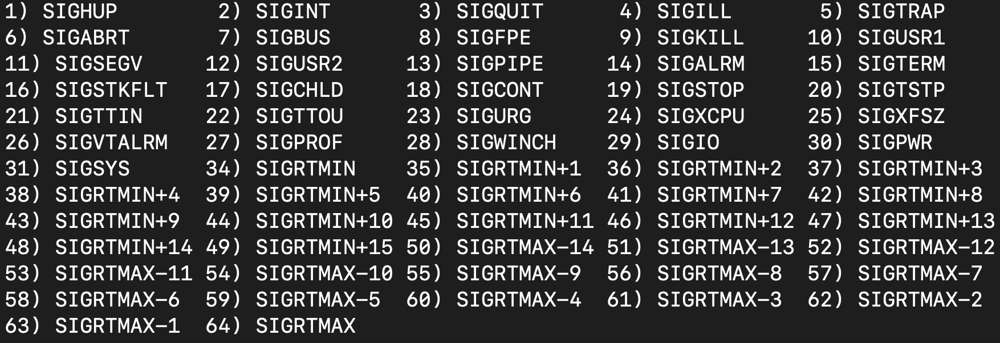 1) SIGHUP 2) SIGINT 3) SIGQUIT 4) SIGILL 5) SIGTRAP
6) SIGABRT 7) SIGBUS 8) SIGFPE 9) SIGKILL 10) SIGUSR1
11) SIGSEGV 12) SIGUSR2 13) SIGPIPE 14) SIGALRM 15) SIGTERM
16) SIGSTKFLT 17) SIGCHLD 18) SIGCONT 19) SIGSTOP 20) SIGTSTP
21) SIGTTIN 22) SIGTTOU 23) SIGURG 24) SIGXCPU 25) SIGXFSZ
26) SIGVTALRM 27) SIGPROF 28) SIGWINCH 29) SIGIO 30) SIGPWR
31) SIGSYS 34) SIGRTMIN 35) SIGRTMIN+1 36) SIGRTMIN+2 37) SIGRTMIN+3
38) SIGRTMIN+4 39) SIGRTMIN+5 40) SIGRTMIN+6 41) SIGRTMIN+7 42) SIGRTMIN+8
43) SIGRTMIN+9 44) SIGRTMIN+10 45) SIGRTMIN+11 46) SIGRTMIN+12 47) SIGRTMIN+13
48) SIGRTMIN+14 49) SIGRTMIN+15 50) SIGRTMAX-14 51) SIGRTMAX-13 52) SIGRTMAX-12
53) SIGRTMAX-11 54) SIGRTMAX-10 55) SIGRTMAX-9 56) SIGRTMAX-8 57) SIGRTMAX-7
58) SIGRTMAX-6 59) SIGRTMAX-5 60) SIGRTMAX-4 61) SIGRTMAX-3 62) SIGRTMAX-2
63) SIGRTMAX-1 64) SIGRTMAX